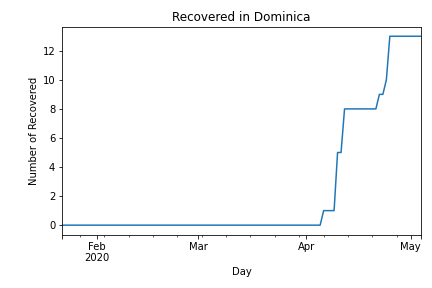 Recovered in Dominica
Number of Recovered
12
10
8
6
4
2
0
Feb
2020
Mar
Apr
May
Day